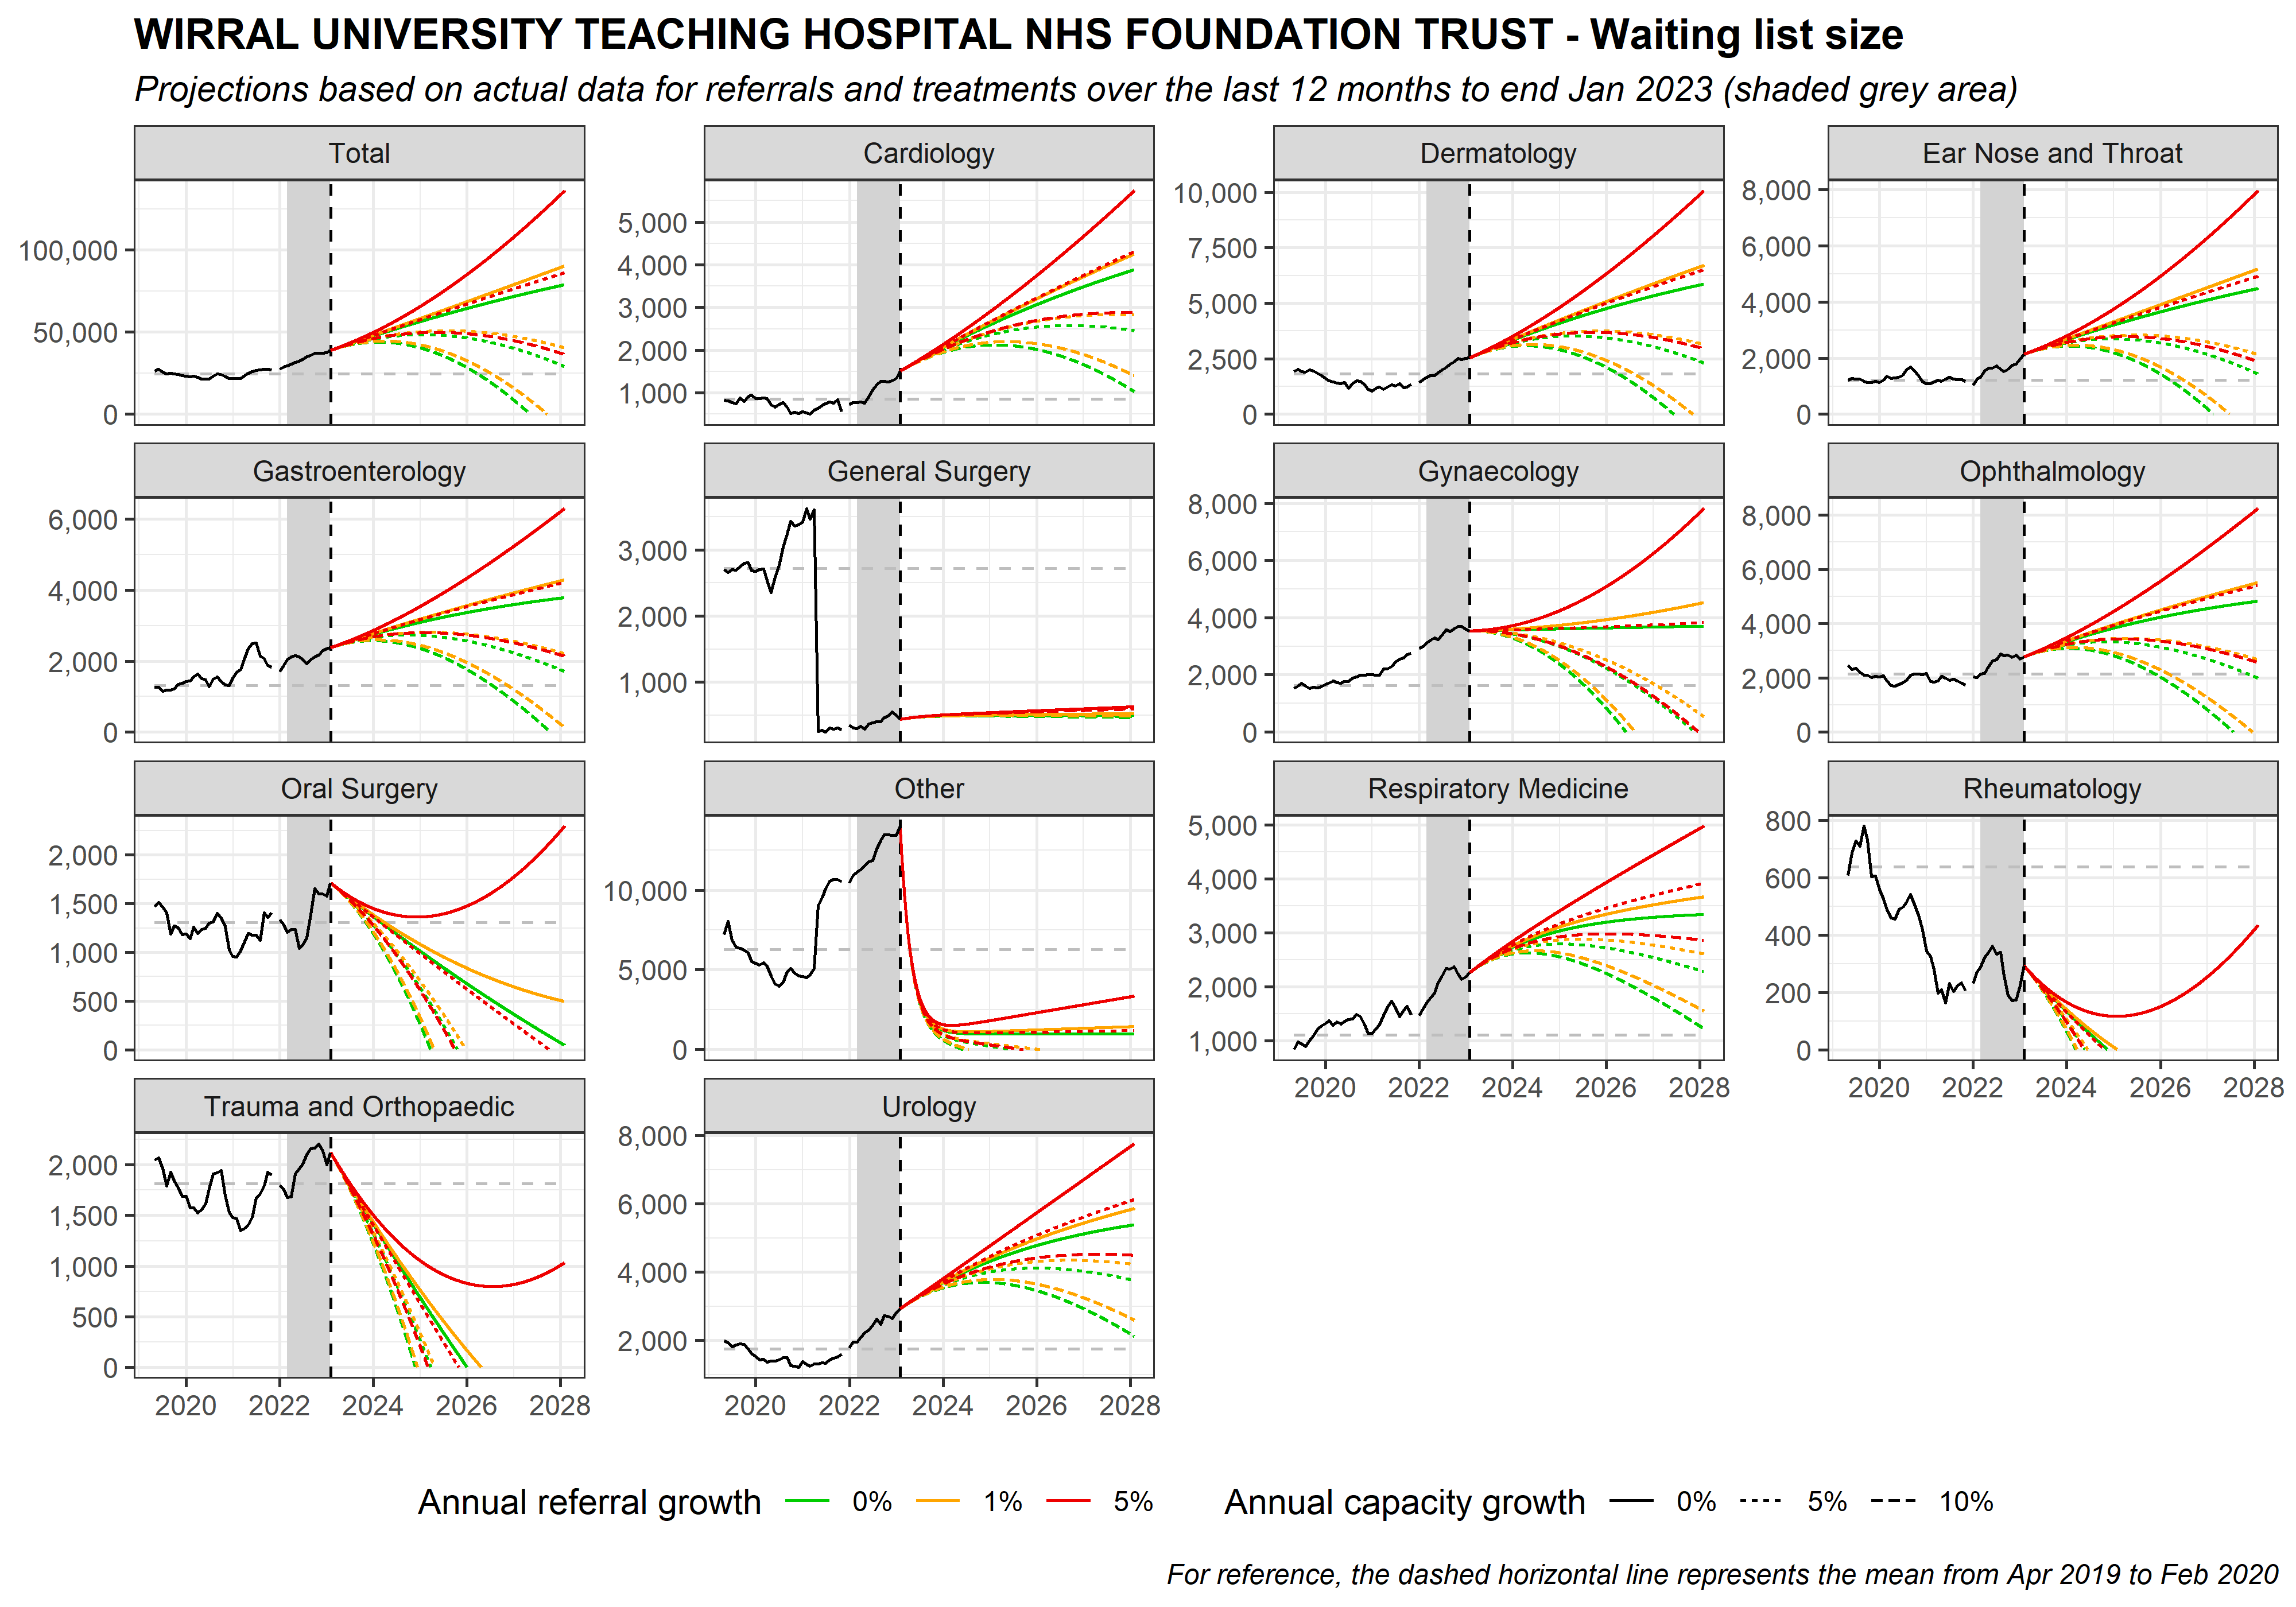 WIRRAL UNIVERSITY TEACHING HOSPITAL NHS FOUNDATION TRUST - Waiting list size
Projections based on actual data for referrals and treatments over the last 12 months to end Jan 2023 (shaded grey area)
Total
100,000
50,000
0
Cardiology
5,000
4,000
3,000
2,000
1,000
Dermatology
10,000
7,500
5,000
2,500
0
Ear Nose and Throat
8,000
6,000
4,000
2,000
0
Gastroenterology
6,000
4,000
2,000
0
General Surgery
3,000
2,000
1,000
Gynaecology
8,000
6,000
4,000
2,000
0
Ophthalmology
8,000
6,000
4,000
2,000
0
Oral Surgery
2,000
1,500
1,000
500
0
Other
10,000
5,000
0
Respiratory Medicine
5,000
4,000
3,000
2,000
1,000
2020 2022 2024 2026 2028
Rheumatology
800
600
400
200
0
2020 2022 2024 2026 2028
Trauma and Orthopaedic
2,000
1,500
1,000
500
0
2020 2022 2024 2026 2028
Urology
8,000
6,000
4,000
2,000
2020 2022 2024 2026 2028
Annual referral growth 0% 1% 5% Annual capacity growth 0% 5% 10%
For reference, the dashed horizontal line represents the mean from Apr 2019 to Feb 2020